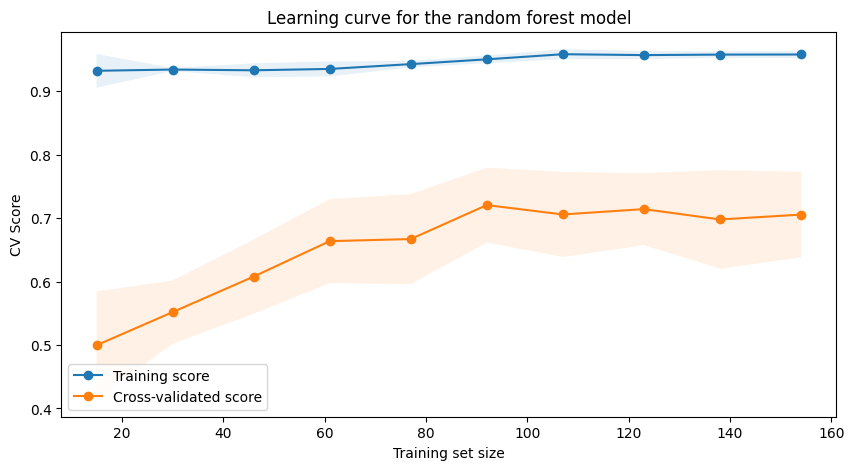 Learning curve for the random forest model
CV Score
0.9
0.8
0.7
0.6
0.5
0.4
Training score
Cross-validated score
20 40 60 80 100 120 140 160
Training set size